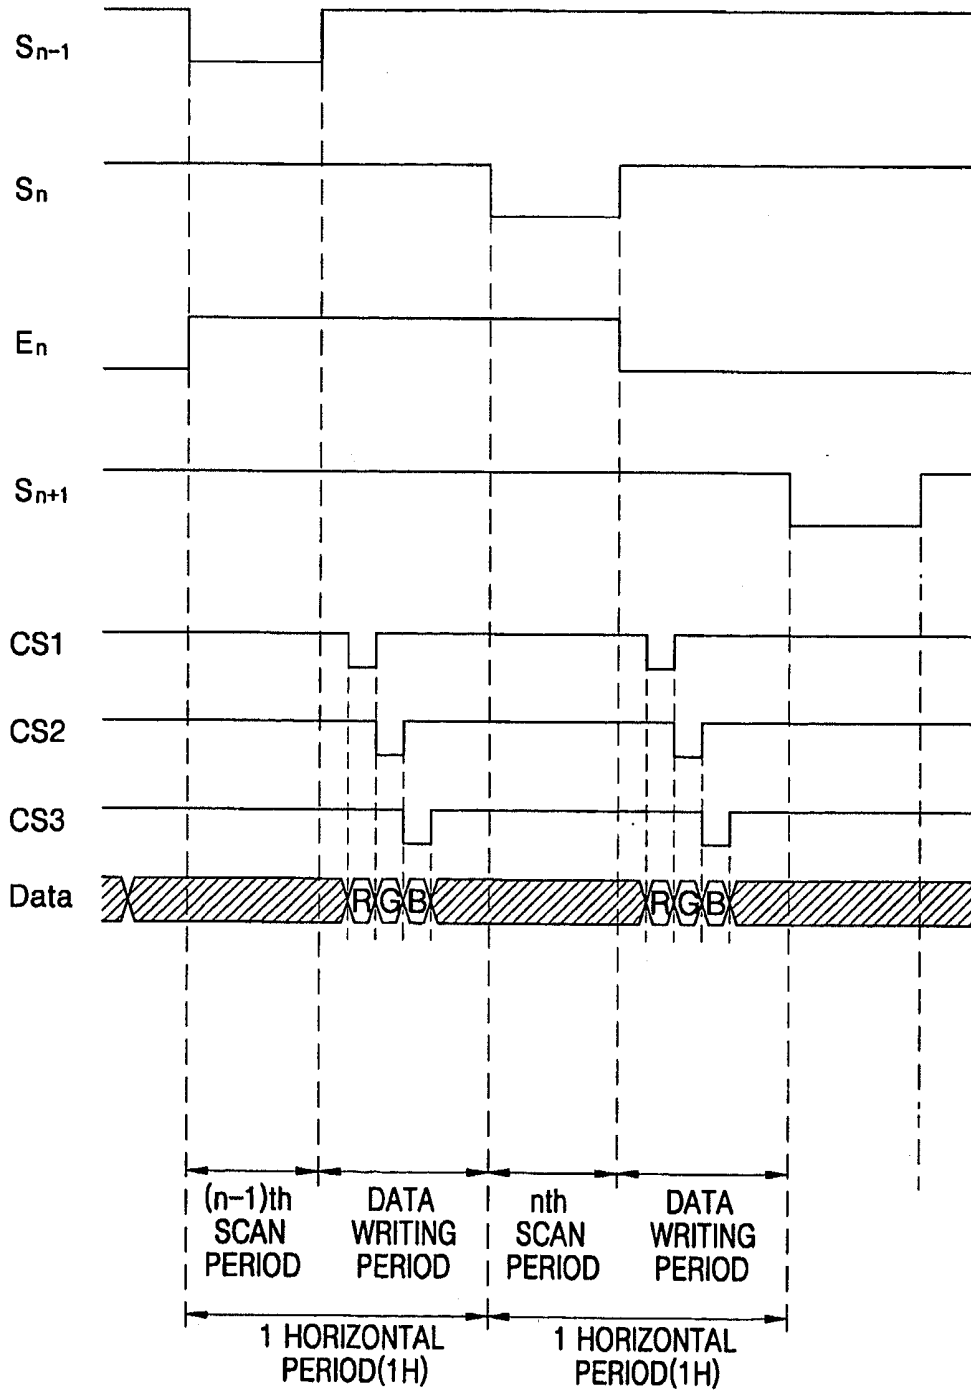 Sn-1
Sn
En
Sn+1
CS1
CS2
CS3
Data R G B R G B
(n-1)th SCAN PERIOD
DATA WRITING PERIOD
nth SCAN PERIOD
DATA WRITING PERIOD
1 HORIZONTAL PERIOD(1H)
1 HORIZONTAL PERIOD(1H)